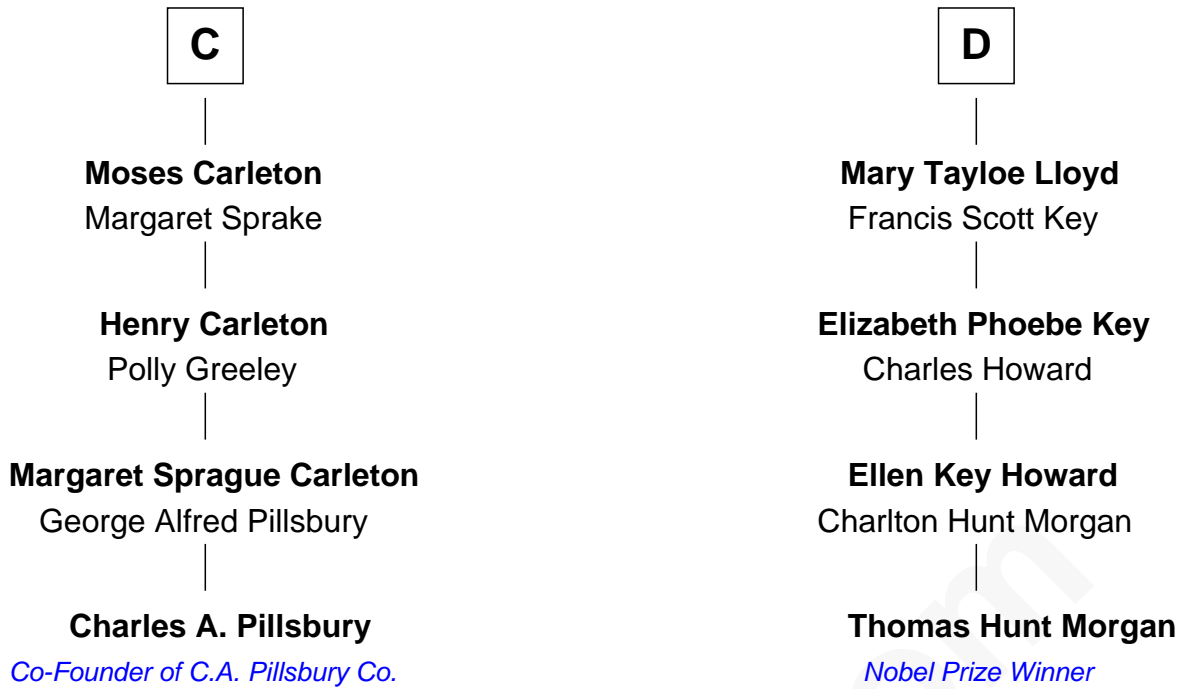 C
Moses Carleton
Margaret Sprake
Henry Carleton
Polly Greeley
Margaret Sprague Carleton
George Alfred Pillsbury
Charles A. Pillsbury
Co-Founder of C.A. Pillsbury Co.
D
Mary Tayloe Lloyd
Francis Scott Key
Elizabeth Phoebe Key
Charles Howard
Ellen Key Howard
Charlton Hunt Morgan
Thomas Hunt Morgan
Nobel Prize Winner